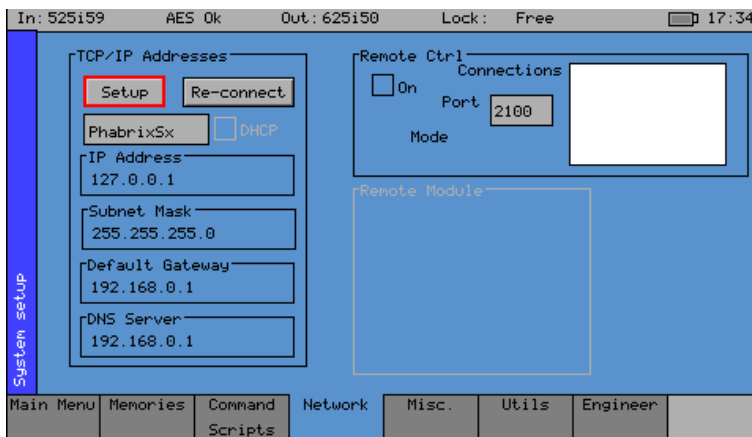 In:525i59 AES Ok Out:625i50 Lock: Free 17:34
TCP/IP Addresses
Setup Re-connect
PhabrixSx DHCP
IP Address
127.0.0.1
Subnet Mask
255.255.255.0
Default Gateway
192.168.0.1
DNS Server
192.168.0.1
Remote Ctrl
Connections
On
Port 2100
Mode
Remote Module
System setup
Main Menu Memories Command Scripts Network Misc. Utils Engineer